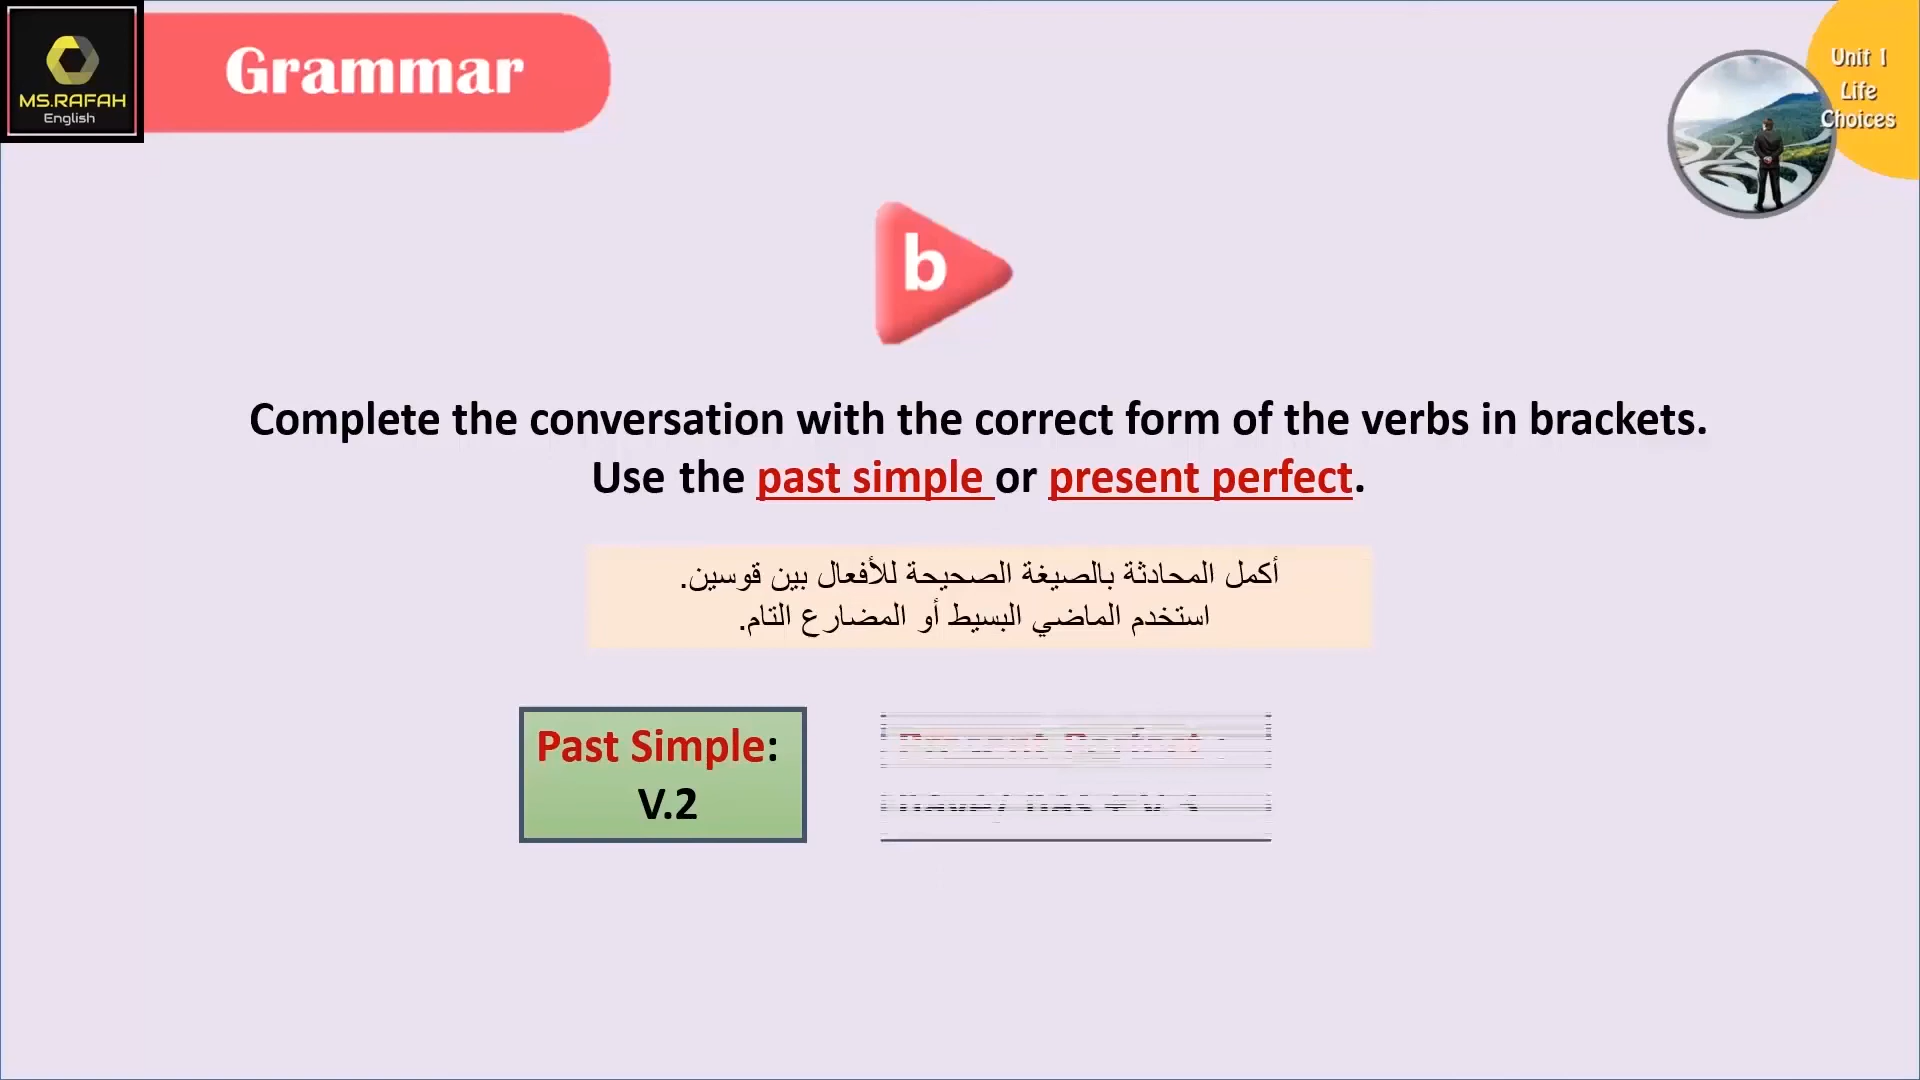 MS.RAFAH
English
Grammar
Unit 1
Life
Choices
b
Complete the conversation with the correct form of the verbs in brackets.
Use the past simple or present perfect.
أكمل المحادثة بالصيغة الصحيحة للأفعال بين قوسين.
استخدم الماضي البسيط أو المضارع التام.
Past Simple:
V.2